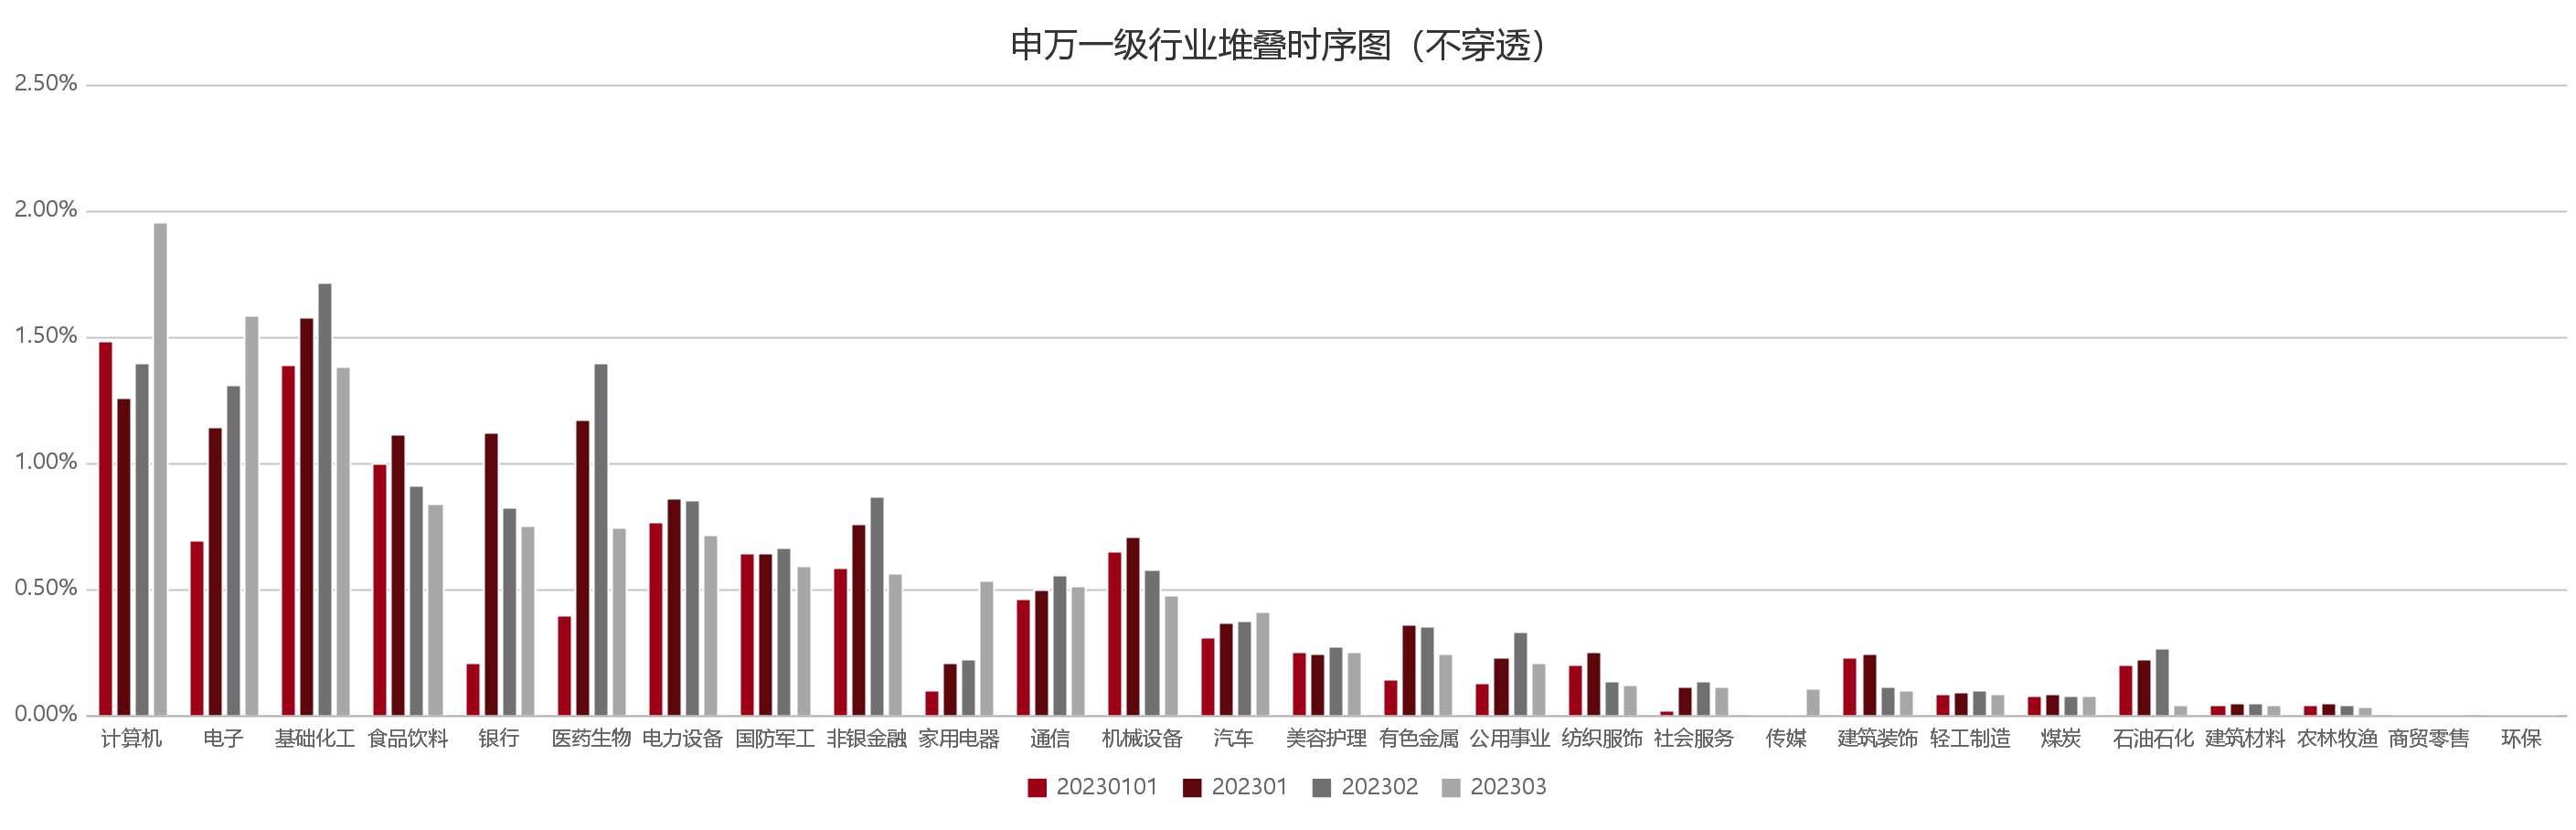 申万一级行业堆叠时序图（不穿透）
2.50%
2.00%
1.50%
1.00%
0.50%
0.00%
计算机 电子 基础化工 食品饮料 银行 医药生物 电力设备 国防军工 非银金融 家用电器 通信 机械设备 汽车 美容护理 有色金属 公用事业 纺织服饰 社会服务 传媒 建筑装饰 轻工制造 煤炭 石油石化 建筑材料 农林牧渔 商贸零售 环保
20230101 202301 202302 202303